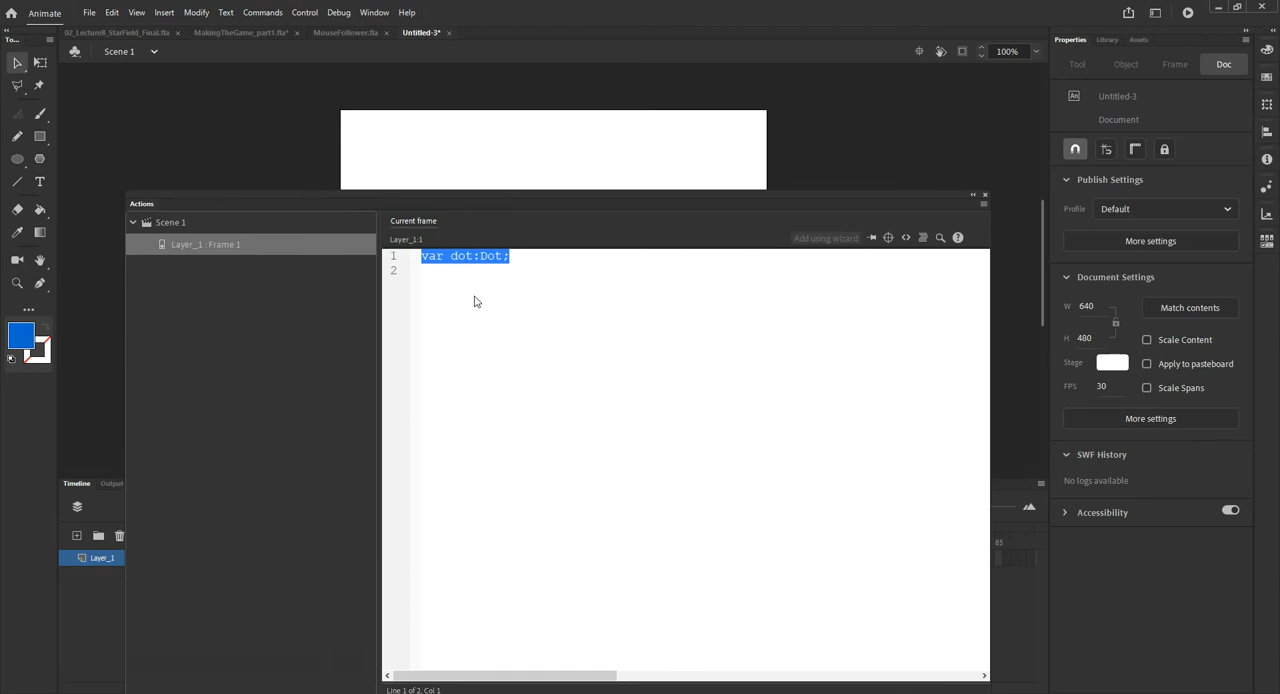 Animate File Edit View Insert Modify Text Commands Control Debug Window Help
02_Lecture8_StarField_Final.fla × MakingTheGame_part1.fla* × MouseFollower.fla × Untitled-3* ×
To...
Scene 1
100%
Properties Library Assets
Tool Object Frame Doc
An Untitled-3
Document
Publish Settings
Profile Default
More settings
Document Settings
W 640
Match contents
H 480
Scale Content
Stage
Apply to pasteboard
FPS 30
Scale Spans
More settings
SWF History
No logs available
Accessibility
Actions
Scene 1
Layer_1 : Frame 1
Current frame
Layer_1:1
Add using wizard
1 var dot:Dot;
2
Line 1 of 2, Col 1
Timeline Output
Layer_1
85